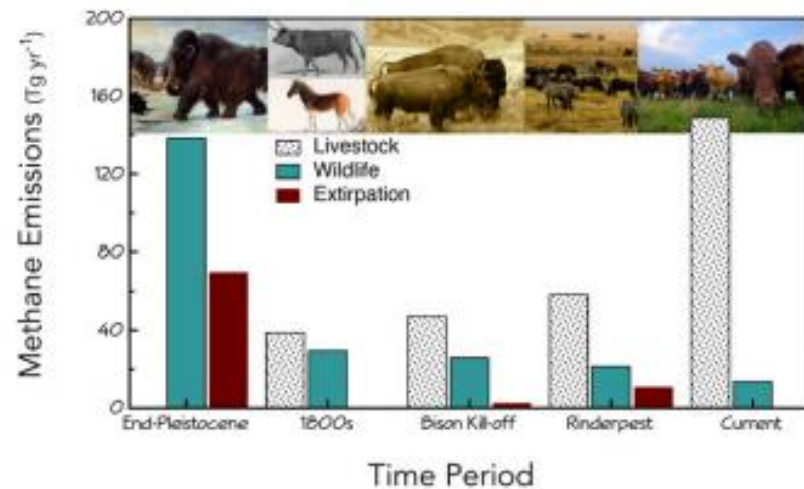 200
160
120
80
40
0
Methane Emissions (Tg yr⁻¹)
Livestock
Wildlife
Extirpation
End-Pleistocene 1800s Bison Kill-off Rinderpest Current
Time Period